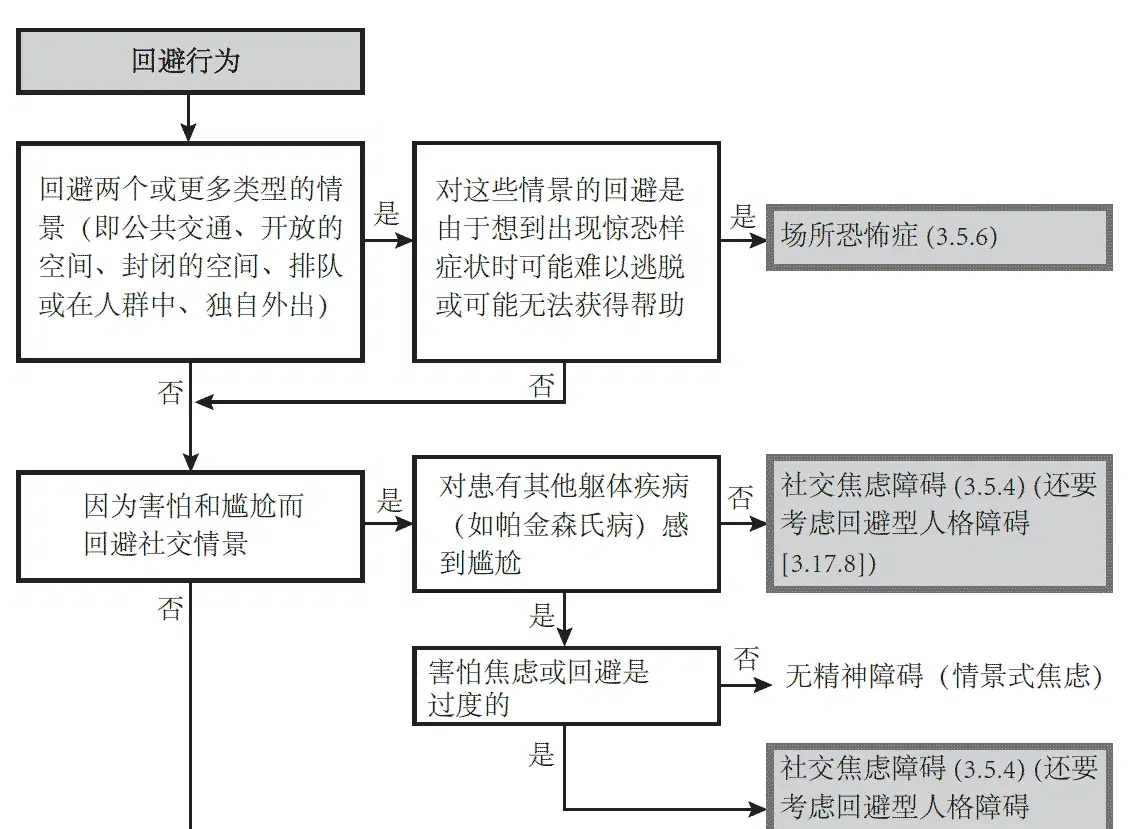 回避行为
回避两个或更多类型的情
景（即公共交通、开放的
空间、封闭的空间、排队
或在人群中、独自外出）
是
对这些情景的回避是
由于想到出现惊恐样
症状时可能难以逃脱
或可能无法获得帮助
是
场所恐怖症 (3.5.6)
否
否
因为害怕和尴尬而
回避社交情景
是
对患有其他躯体疾病
（如帕金森氏病）感
到尴尬
否
社交焦虑障碍 (3.5.4) (还要
考虑回避型人格障碍
[3.17.8])
否
是
害怕焦虑或回避是
过度的
否
无精神障碍（情景式焦虑）
是
社交焦虑障碍 (3.5.4) (还要
考虑回避型人格障碍